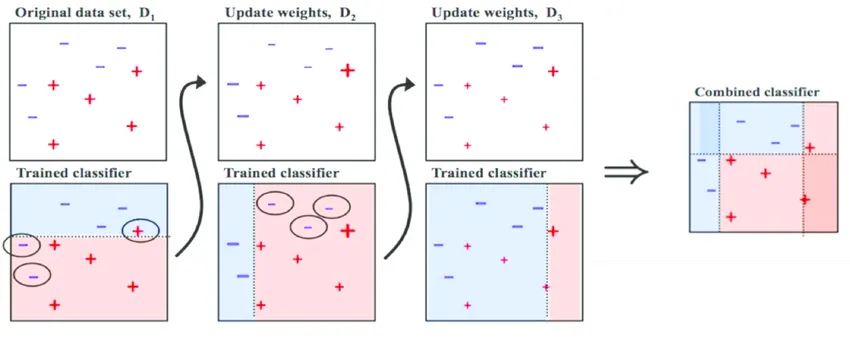 Original data set, D1
Update weights, D2
Update weights, D3
Combined classifier
Trained classifier
Trained classifier
Trained classifier